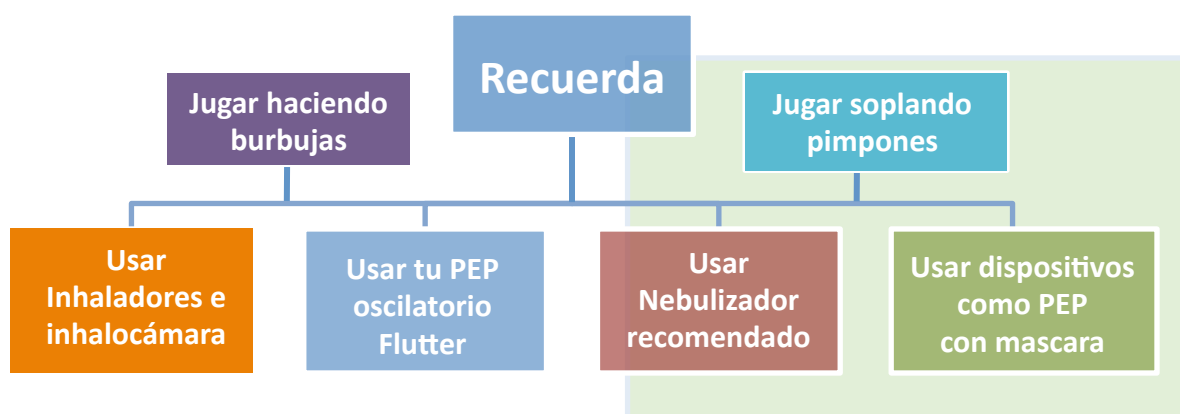 Recuerda
Jugar haciendo
burbujas
Jugar soplando
pimpones
Usar
Inhaladores e
inhalocámara
Usar tu PEP
oscilatorio
Flutter
Usar
Nebulizador
recomendado
Usar dispositivos
como PEP
con mascara